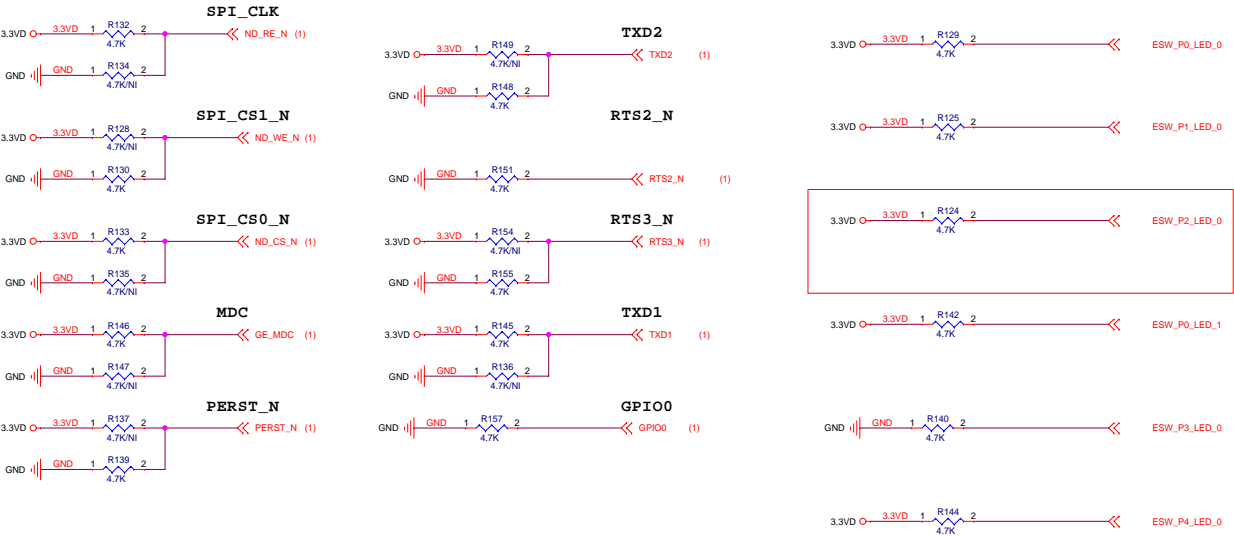 SPI_CLK
3.3VD 3.3VD 1 R132 2 ND_RE_N (1)
4.7K
GND GND 1 R134 2
4.7K/NI
SPI_CS1_N
3.3VD 3.3VD 1 R128 2 ND_WE_N (1)
4.7K/NI
GND GND 1 R130 2
4.7K
SPI_CS0_N
3.3VD 3.3VD 1 R133 2 ND_CS_N (1)
4.7K
GND GND 1 R135 2
4.7K/NI
MDC
3.3VD 3.3VD 1 R146 2 GE_MDC (1)
4.7K
GND GND 1 R147 2
4.7K/NI
PERST_N
3.3VD 3.3VD 1 R137 2 PERST_N (1)
4.7K/NI
GND GND 1 R139 2
4.7K
TXD2
3.3VD 3.3VD 1 R149 2 TXD2 (1)
4.7K/NI
GND GND 1 R148 2
4.7K
RTS2_N
GND GND 1 R151 2 RTS2_N (1)
4.7K
RTS3_N
3.3VD 3.3VD 1 R154 2 RTS3_N (1)
4.7K/NI
GND GND 1 R155 2
4.7K
TXD1
3.3VD 3.3VD 1 R145 2 TXD1 (1)
4.7K
GND GND 1 R136 2
4.7K/NI
GPIO0
GND GND 1 R157 2 GPIO0 (1)
4.7K
3.3VD 3.3VD 1 R129 2 ESW_P0_LED_0
4.7K
3.3VD 3.3VD 1 R125 2 ESW_P1_LED_0
4.7K
3.3VD 3.3VD 1 R124 2 ESW_P2_LED_0
4.7K
3.3VD 3.3VD 1 R142 2 ESW_P0_LED_1
4.7K
GND GND 1 R140 2 ESW_P3_LED_0
4.7K
3.3VD 3.3VD 1 R144 2 ESW_P4_LED_0
4.7K